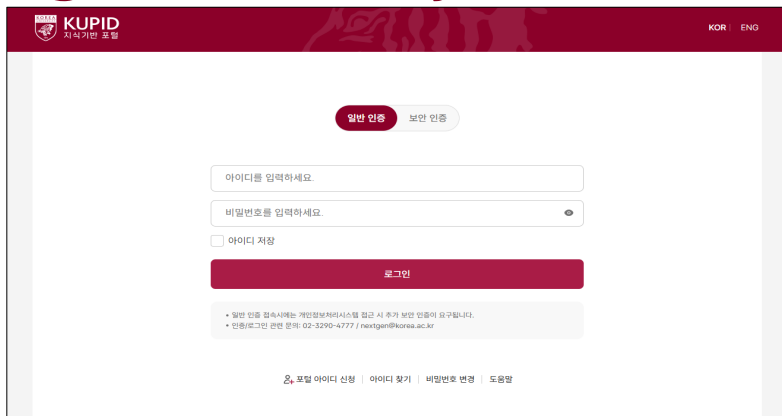 KOREA
KUPID
지식기반 포털
KOR | ENG
일반 인증 보안 인증
아이디를 입력하세요.
비밀번호를 입력하세요.
아이디 저장
로그인
• 일반 인증 접속시에는 개인정보처리시스템 접근 시 추가 보안 인증이 요구됩니다.
• 인증/로그인 관련 문의: 02-3290-4777 / nextgen@korea.ac.kr
포털 아이디 신청 | 아이디 찾기 | 비밀번호 변경 | 도움말